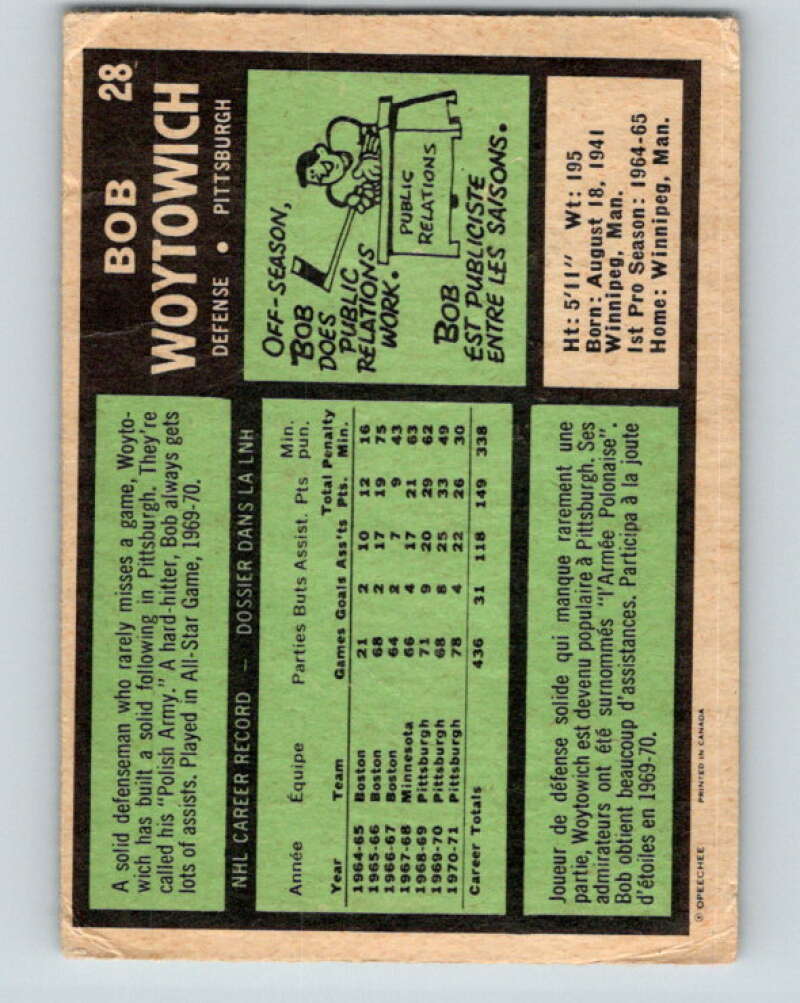 BOB 28
WOYTOWICH
DEFENSE • PITTSBURGH
A solid defenseman who rarely misses a game, Woyto-
wich has built a solid following in Pittsburgh. They're
called his "Polish Army." A hard-hitter, Bob always gets
lots of assists. Played in All-Star Game, 1969-70.
OFF-SEASON,
BOB
DOES
PUBLIC
RELATIONS
WORK.
PUBLIC
RELATIONS
BOB
EST PUBLICISTE
ENTRE LES SAISONS.
NHL CAREER RECORD — DOSSIER DANS LA LNH
Année Équipe Parties Buts Assist. Pts Min. pun.
Year Team Games Goals Ass'ts Total Pts. Penalty Min.
1964-65 Boston 21 2 10 12 16
1965-66 Boston 68 2 17 19 75
1966-67 Boston 64 2 7 9 43
1967-68 Minnesota 66 4 17 21 63
1968-69 Pittsburgh 71 9 20 29 62
1969-70 Pittsburgh 68 8 25 33 49
1970-71 Pittsburgh 78 4 22 26 30
Career Totals 436 31 118 149 338
Ht: 5'11" Wt: 195
Born: August 18, 1941
Winnipeg, Man.
1st Pro Season: 1964-65
Home: Winnipeg, Man.
Joueur de défense solide qui manque rarement une
partie, Woytowich est devenu populaire à Pittsburgh. Ses
admirateurs ont été surnommés "l'Armée Polonaise".
Bob obtient beaucoup d'assistances. Participa à la joute
d'étoiles en 1969-70.
© OPEECHEE PRINTED IN CANADA